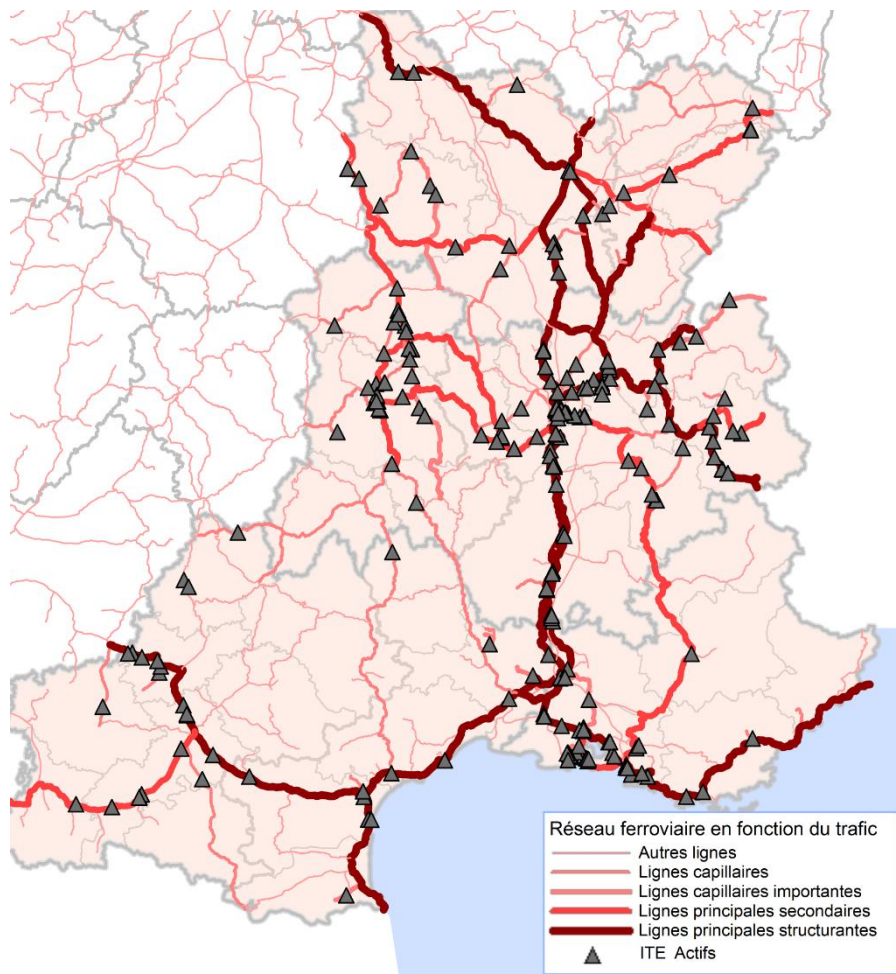 Réseau ferroviaire en fonction du trafic
Autres lignes
Lignes capillaires
Lignes capillaires importantes
Lignes principales secondaires
Lignes principales structurantes
ITE Actifs